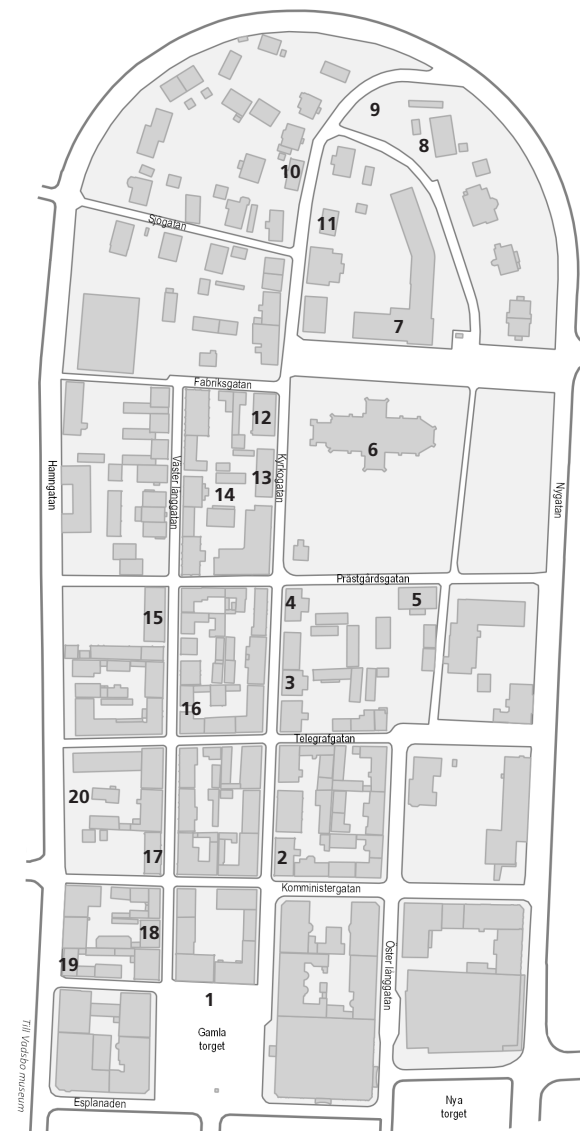 9
8
10
Sjögatan
11
7
Fabriksgatan
12
6
13
14
Hamngatan
Väster långgatan
Kyrkogatan
Nygatan
Prästgårdsgatan
4
5
15
3
16
Telegrafgatan
20
17
2
Komministergatan
18
19
Öster långgatan
1
Gamla
torget
Till Vadsbo museum
Esplanaden
Nya
torget